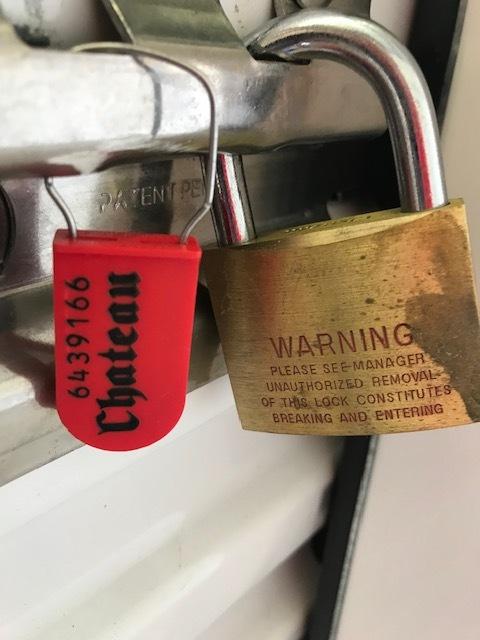 PATENT PE
6439166
Chateau
WARNING
PLEASE SEE MANAGER
UNAUTHORIZED REMOVAL
OF THIS LOCK CONSTITUTES
BREAKING AND ENTERING